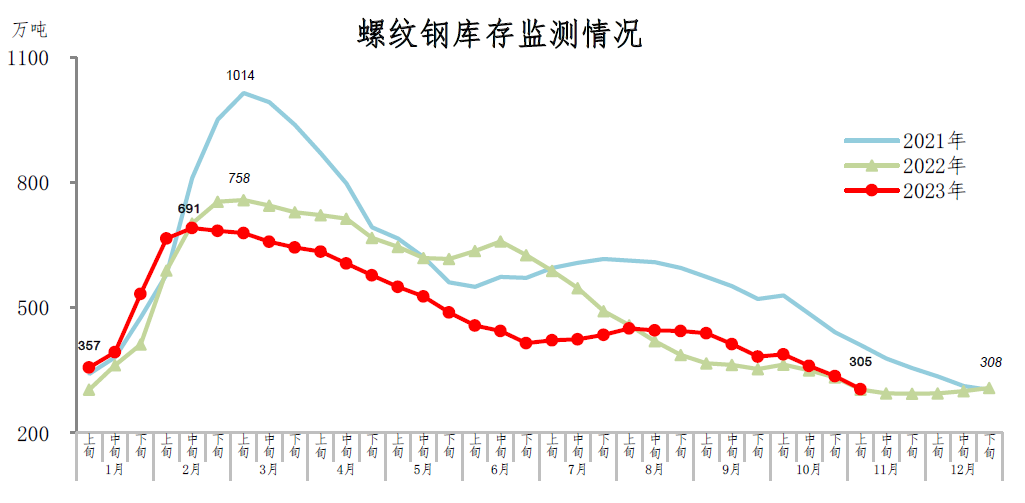 螺纹钢库存监测情况
万吨
1100
800
500
200
1014
758
691
357
305
308
2021年
2022年
2023年
上旬 中旬 下旬 上旬 中旬 下旬 上旬 中旬 下旬 上旬 中旬 下旬 上旬 中旬 下旬 上旬 中旬 下旬 上旬 中旬 下旬 上旬 中旬 下旬 上旬 中旬 下旬 上旬 中旬 下旬 上旬 中旬 下旬 上旬 中旬 下旬
1月 2月 3月 4月 5月 6月 7月 8月 9月 10月 11月 12月